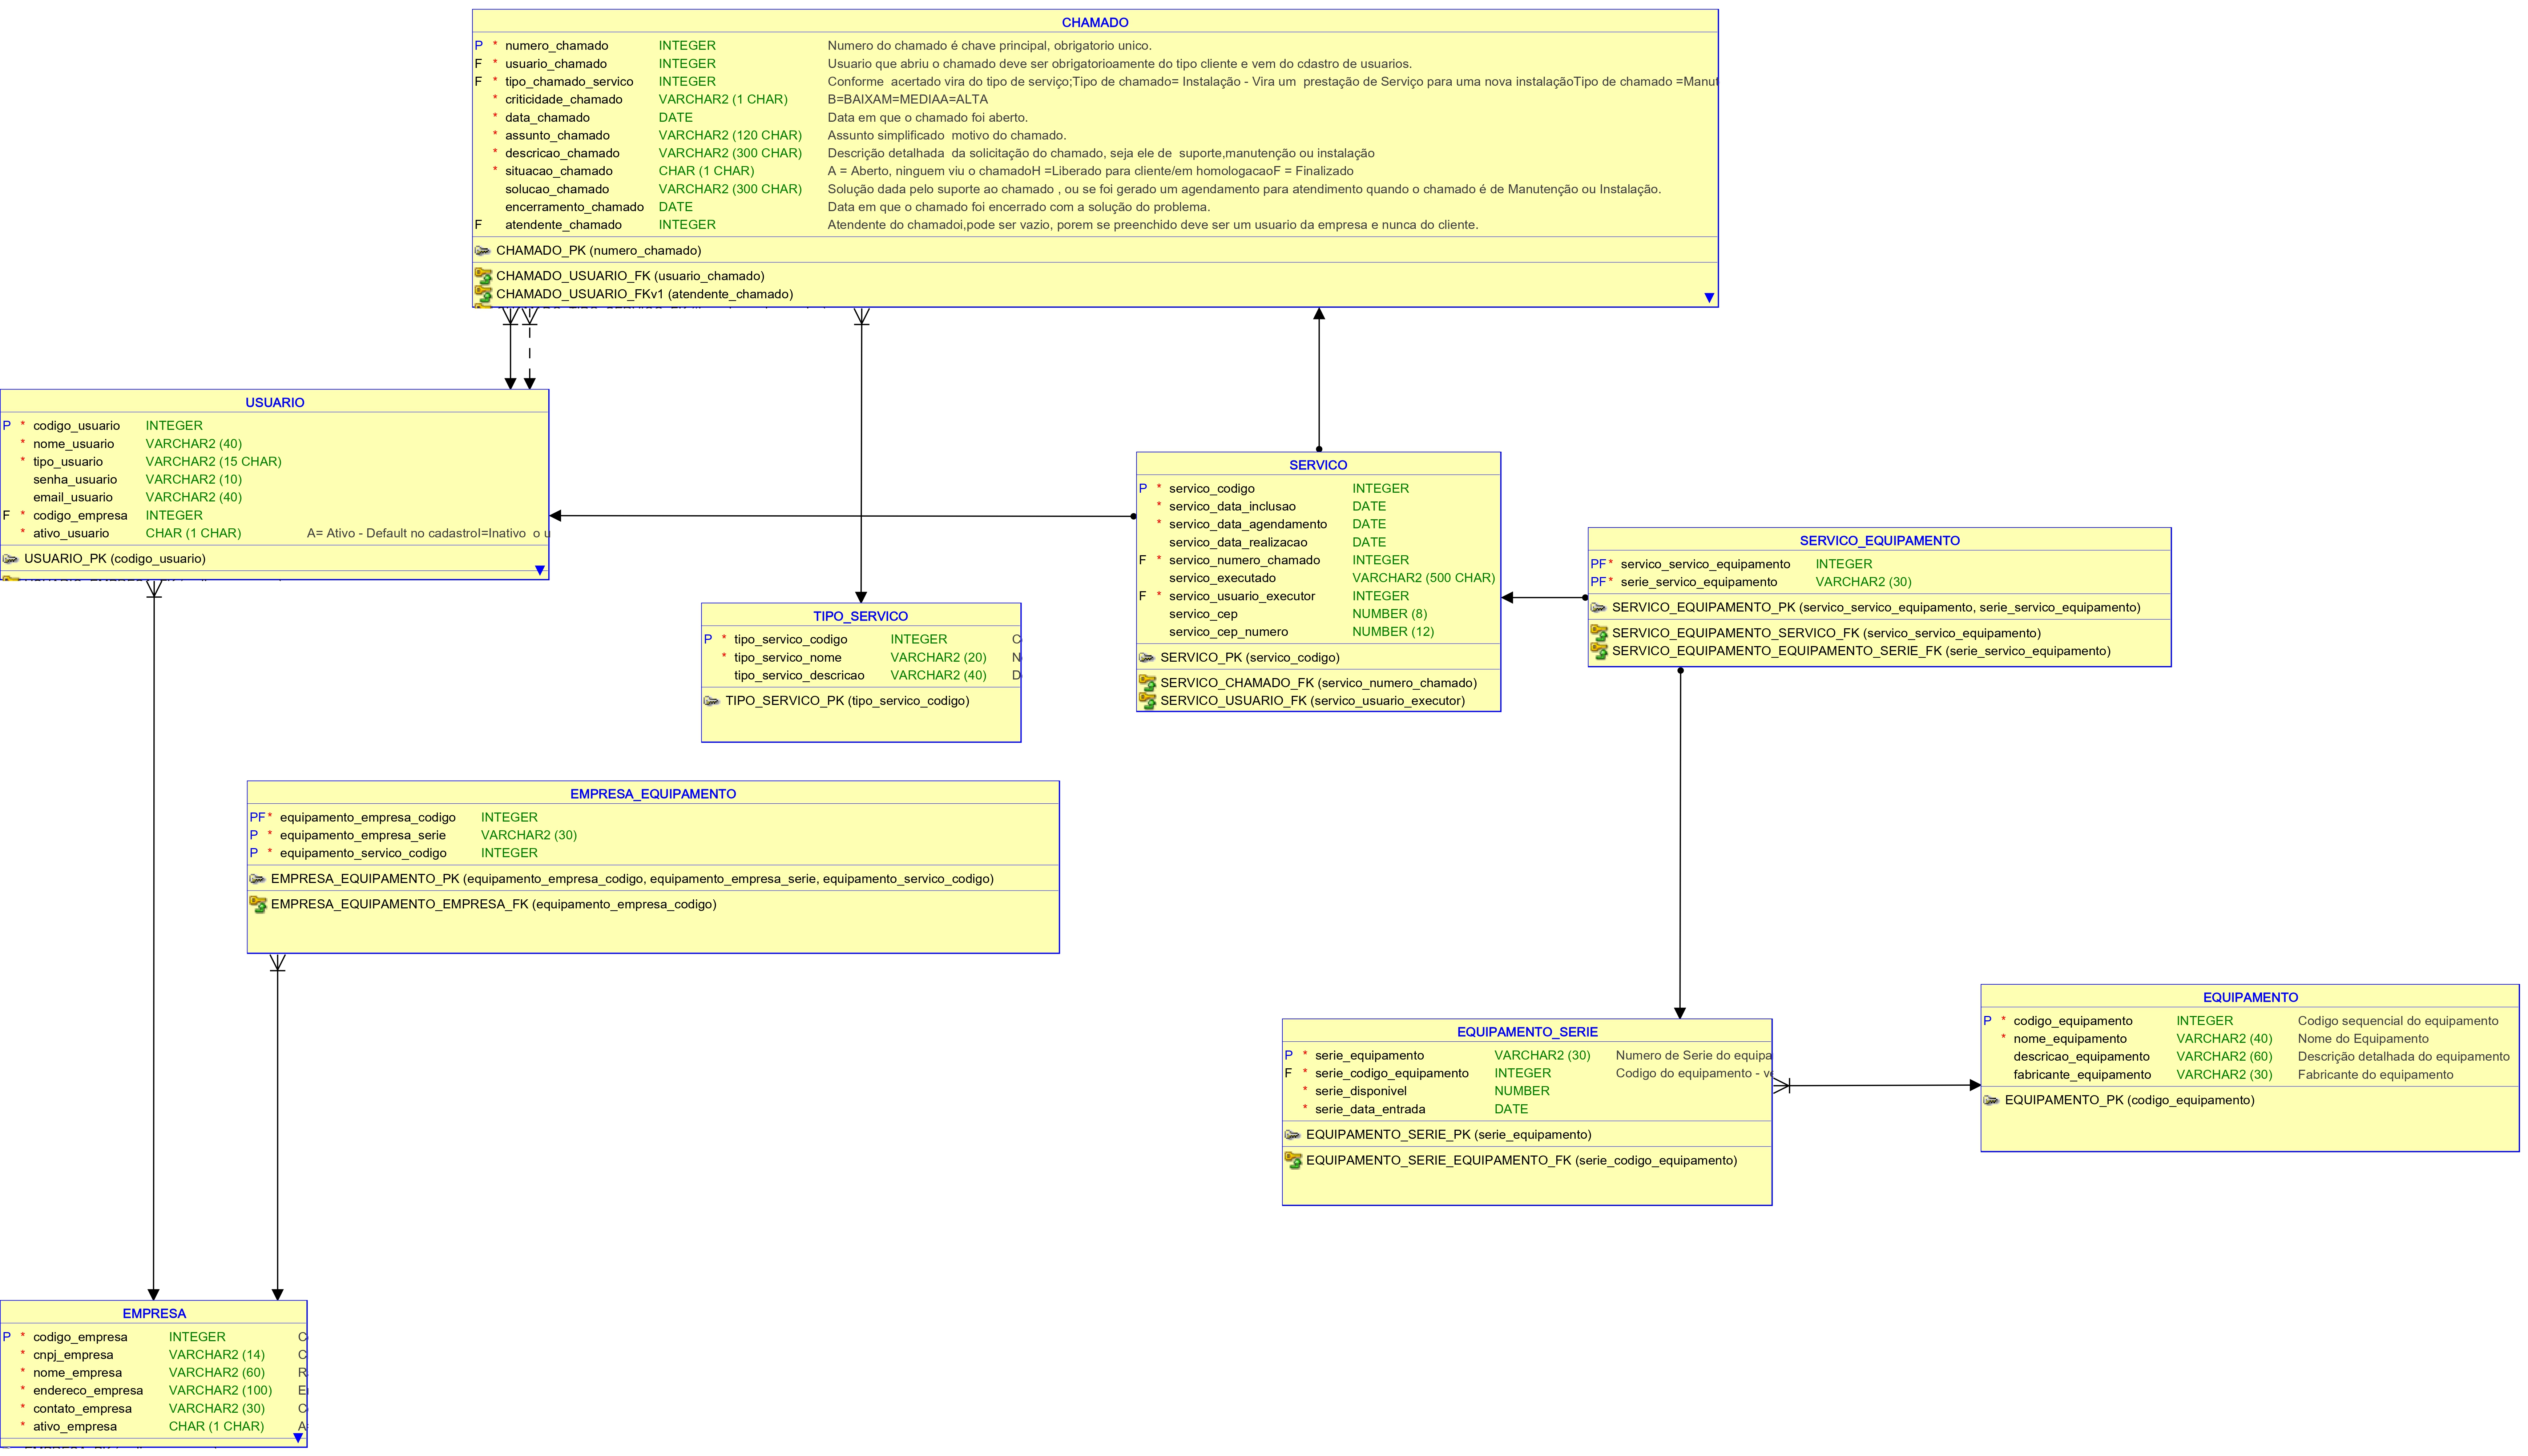 CHAMADO
P * numero_chamado INTEGER Numero do chamado é chave principal, obrigatorio unico.
F * usuario_chamado INTEGER Usuario que abriu o chamado deve ser obrigatorioamente do tipo cliente e vem do cdastro de usuarios.
F * tipo_chamado_servico INTEGER Conforme acertado vira do tipo de serviço;Tipo de chamado= Instalação - Vira um prestação de Serviço para uma nova instalaçãoTipo de chamado =Manut
* criticidade_chamado VARCHAR2 (1 CHAR) B=BAIXAM=MEDIAA=ALTA
* data_chamado DATE Data em que o chamado foi aberto.
* assunto_chamado VARCHAR2 (120 CHAR) Assunto simplificado motivo do chamado.
* descricao_chamado VARCHAR2 (300 CHAR) Descrição detalhada da solicitação do chamado, seja ele de suporte,manutenção ou instalação
* situacao_chamado CHAR (1 CHAR) A = Aberto, ninguem viu o chamadoH =Liberado para cliente/em homologacaoF = Finalizado
solucao_chamado VARCHAR2 (300 CHAR) Solução dada pelo suporte ao chamado , ou se foi gerado um agendamento para atendimento quando o chamado é de Manutenção ou Instalação.
encerramento_chamado DATE Data em que o chamado foi encerrado com a solução do problema.
F atendente_chamado INTEGER Atendente do chamadoi,pode ser vazio, porem se preenchido deve ser um usuario da empresa e nunca do cliente.
CHAMADO_PK (numero_chamado)
CHAMADO_USUARIO_FK (usuario_chamado)
CHAMADO_USUARIO_FKv1 (atendente_chamado)
USUARIO
P * codigo_usuario INTEGER
* nome_usuario VARCHAR2 (40)
* tipo_usuario VARCHAR2 (15 CHAR)
senha_usuario VARCHAR2 (10)
email_usuario VARCHAR2 (40)
F * codigo_empresa INTEGER
* ativo_usuario CHAR (1 CHAR) A= Ativo - Default no cadastroI=Inativo o u
USUARIO_PK (codigo_usuario)
SERVICO
P * servico_codigo INTEGER
* servico_data_inclusao DATE
* servico_data_agendamento DATE
servico_data_realizacao DATE
F * servico_numero_chamado INTEGER
servico_executado VARCHAR2 (500 CHAR)
F * servico_usuario_executor INTEGER
servico_cep NUMBER (8)
servico_cep_numero NUMBER (12)
SERVICO_PK (servico_codigo)
SERVICO_CHAMADO_FK (servico_numero_chamado)
SERVICO_USUARIO_FK (servico_usuario_executor)
SERVICO_EQUIPAMENTO
PF* servico_servico_equipamento INTEGER
PF* serie_servico_equipamento VARCHAR2 (30)
SERVICO_EQUIPAMENTO_PK (servico_servico_equipamento, serie_servico_equipamento)
SERVICO_EQUIPAMENTO_SERVICO_FK (servico_servico_equipamento)
SERVICO_EQUIPAMENTO_EQUIPAMENTO_SERIE_FK (serie_servico_equipamento)
TIPO_SERVICO
P * tipo_servico_codigo INTEGER C
* tipo_servico_nome VARCHAR2 (20) N
tipo_servico_descricao VARCHAR2 (40) D
TIPO_SERVICO_PK (tipo_servico_codigo)
EMPRESA_EQUIPAMENTO
PF* equipamento_empresa_codigo INTEGER
P * equipamento_empresa_serie VARCHAR2 (30)
P * equipamento_servico_codigo INTEGER
EMPRESA_EQUIPAMENTO_PK (equipamento_empresa_codigo, equipamento_empresa_serie, equipamento_servico_codigo)
EMPRESA_EQUIPAMENTO_EMPRESA_FK (equipamento_empresa_codigo)
EQUIPAMENTO_SERIE
P * serie_equipamento VARCHAR2 (30) Numero de Serie do equipa
F * serie_codigo_equipamento INTEGER Codigo do equipamento - ve
* serie_disponivel NUMBER
* serie_data_entrada DATE
EQUIPAMENTO_SERIE_PK (serie_equipamento)
EQUIPAMENTO_SERIE_EQUIPAMENTO_FK (serie_codigo_equipamento)
EQUIPAMENTO
P * codigo_equipamento INTEGER Codigo sequencial do equipamento
* nome_equipamento VARCHAR2 (40) Nome do Equipamento
descricao_equipamento VARCHAR2 (60) Descrição detalhada do equipamento
fabricante_equipamento VARCHAR2 (30) Fabricante do equipamento
EQUIPAMENTO_PK (codigo_equipamento)
EMPRESA
P * codigo_empresa INTEGER C
* cnpj_empresa VARCHAR2 (14) C
* nome_empresa VARCHAR2 (60) R
* endereco_empresa VARCHAR2 (100) E
* contato_empresa VARCHAR2 (30) C
* ativo_empresa CHAR (1 CHAR) A